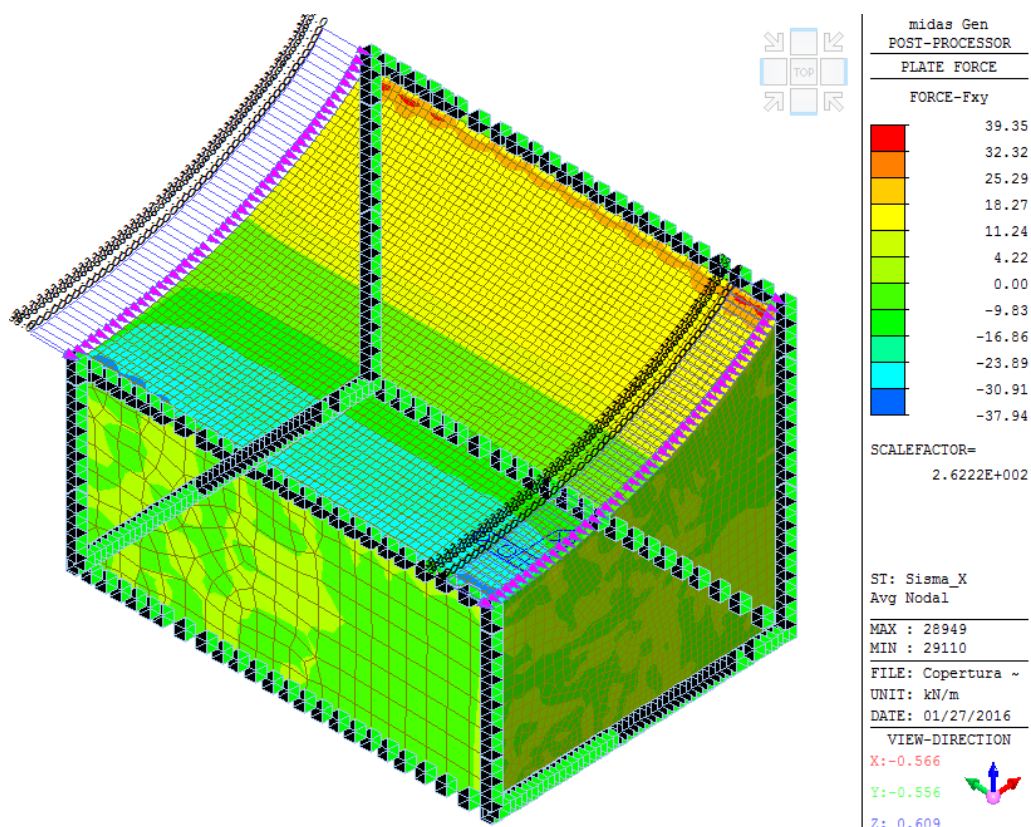 TOP
midas Gen
POST-PROCESSOR
PLATE FORCE
FORCE-Fxy
39.35
32.32
25.29
18.27
11.24
4.22
0.00
-9.83
-16.86
-23.89
-30.91
-37.94
SCALEFACTOR=
2.6222E+002
ST: Sisma_X
Avg Nodal
MAX : 28949
MIN : 29110
FILE: Copertura ~
UNIT: kN/m
DATE: 01/27/2016
VIEW-DIRECTION
X:-0.566
Y:-0.556
Z: 0.609